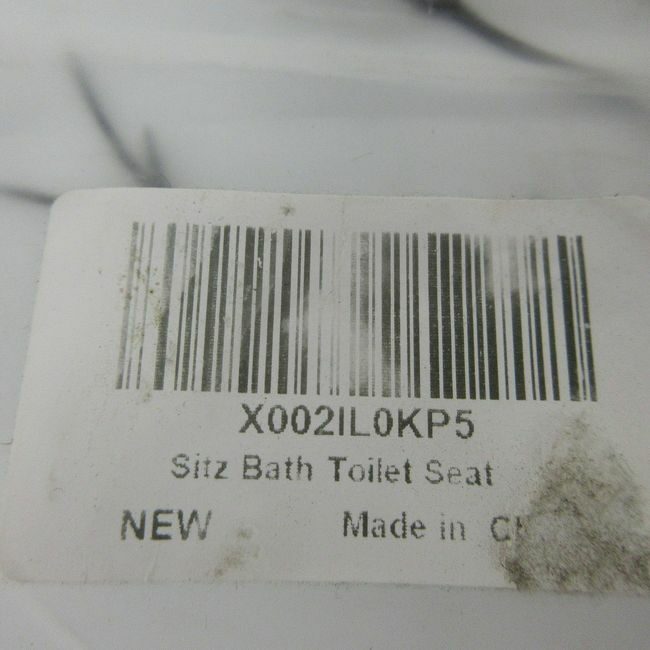 X002IL0KP5
Sitz Bath Toilet Seat
NEW Made in